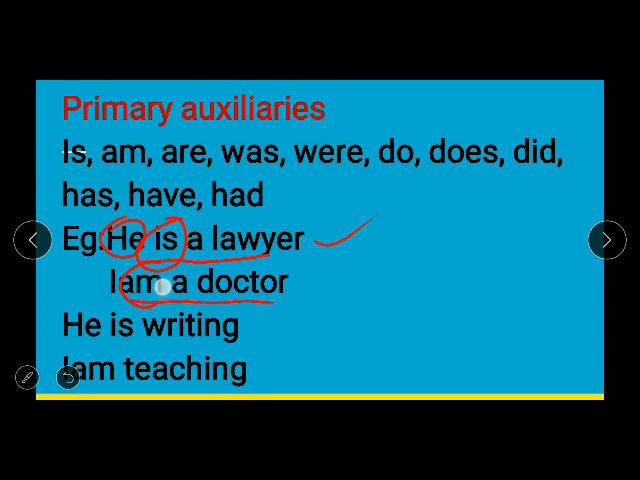 Primary auxiliaries
Is, am, are, was, were, do, does, did,
has, have, had
Eg:He is a lawyer
Iam a doctor
He is writing
Iam teaching